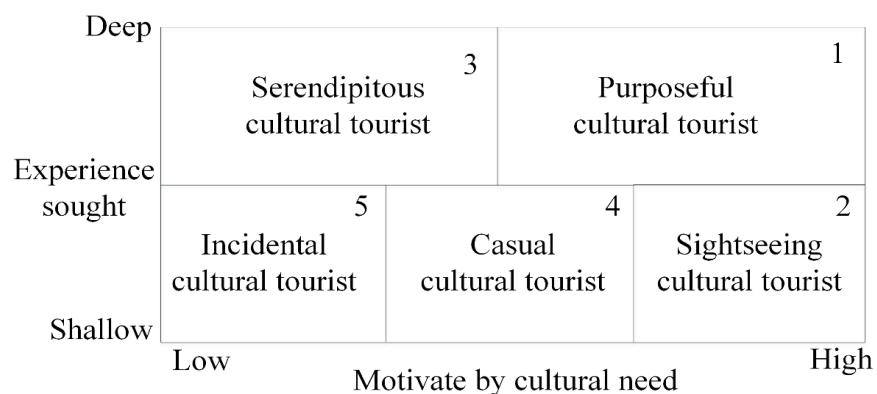 Deep
3
1
Serendipitous
cultural tourist
Purposeful
cultural tourist
Experience
sought
5
4
2
Incidental
cultural tourist
Casual
cultural tourist
Sightseeing
cultural tourist
Shallow
Low
High
Motivate by cultural need